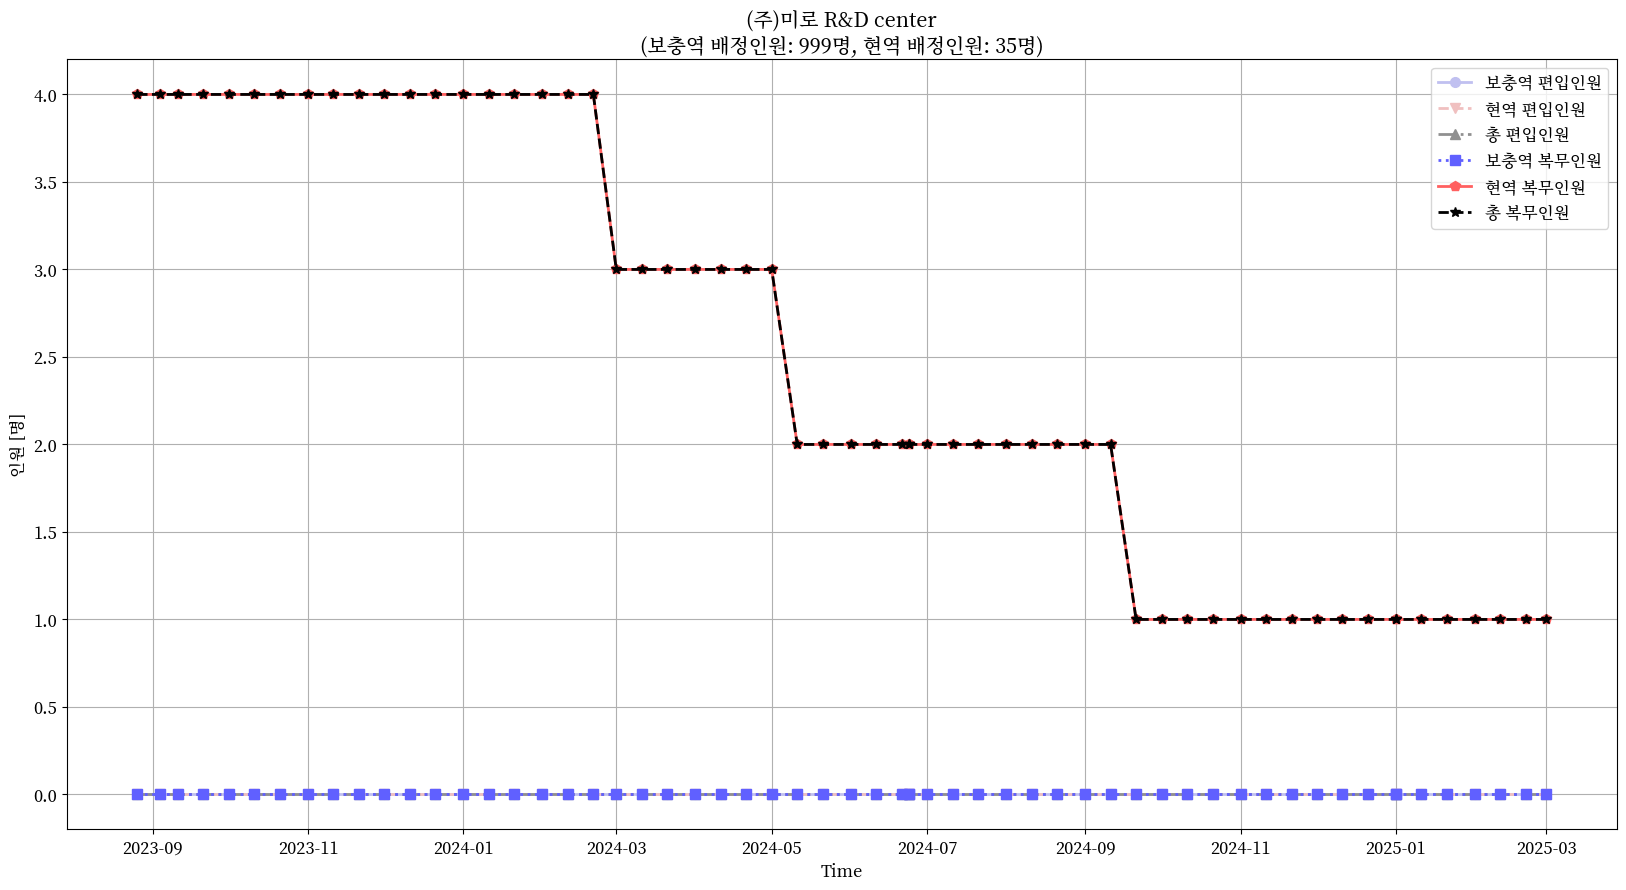 (주)미로 R&D center
(보충역 배정인원: 999명, 현역 배정인원: 35명)
보충역 편입인원
현역 편입인원
총 편입인원
보충역 복무인원
현역 복무인원
총 복무인원
인원 [명]
4.0
3.5
3.0
2.5
2.0
1.5
1.0
0.5
0.0
2023-09
2023-11
2024-01
2024-03
2024-05
2024-07
2024-09
2024-11
2025-01
2025-03
Time